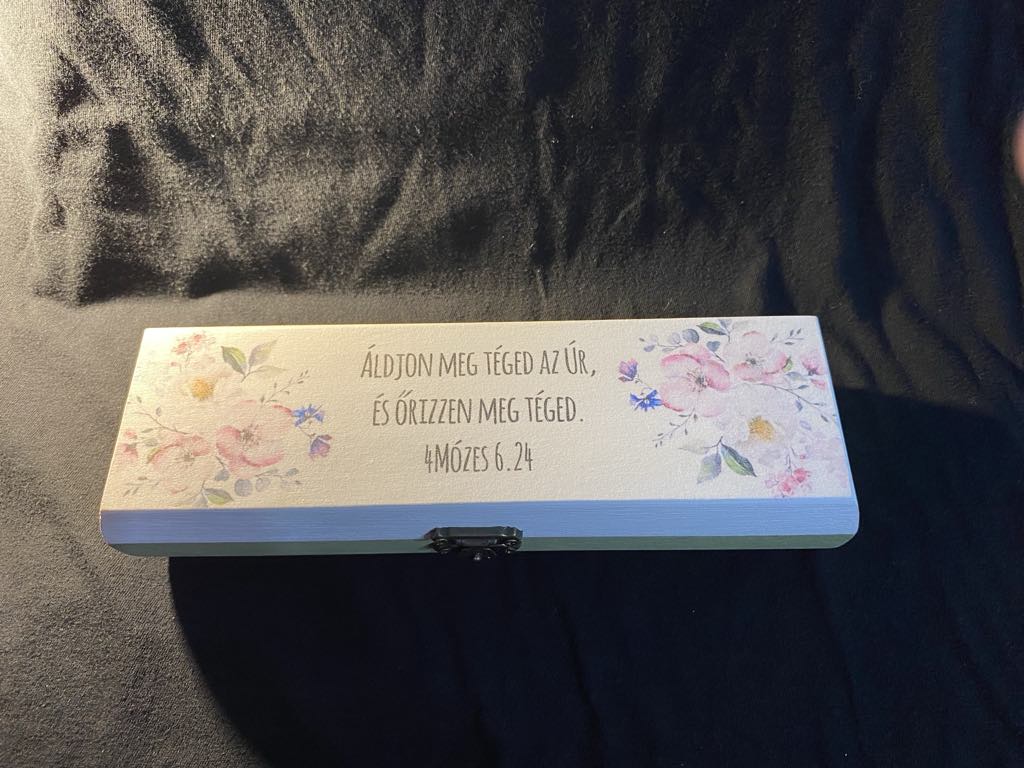 ÁLDJON MEG TÉGED AZ ÚR,
ÉS ŐRIZZEN MEG TÉGED.
4MÓZES 6.24